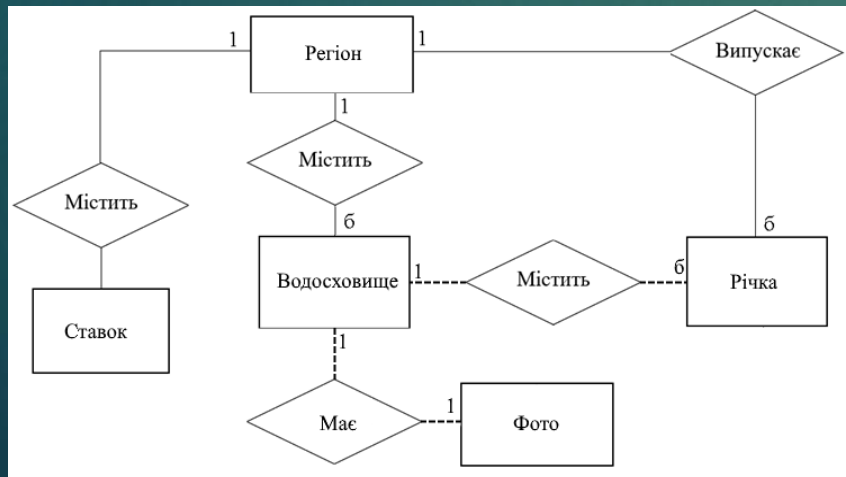 1
Регіон
1
Випускає
1
Містить
Містить
б
б
Водосховище
1
Містить
б
Річка
Ставок
1
Має
1
Фото